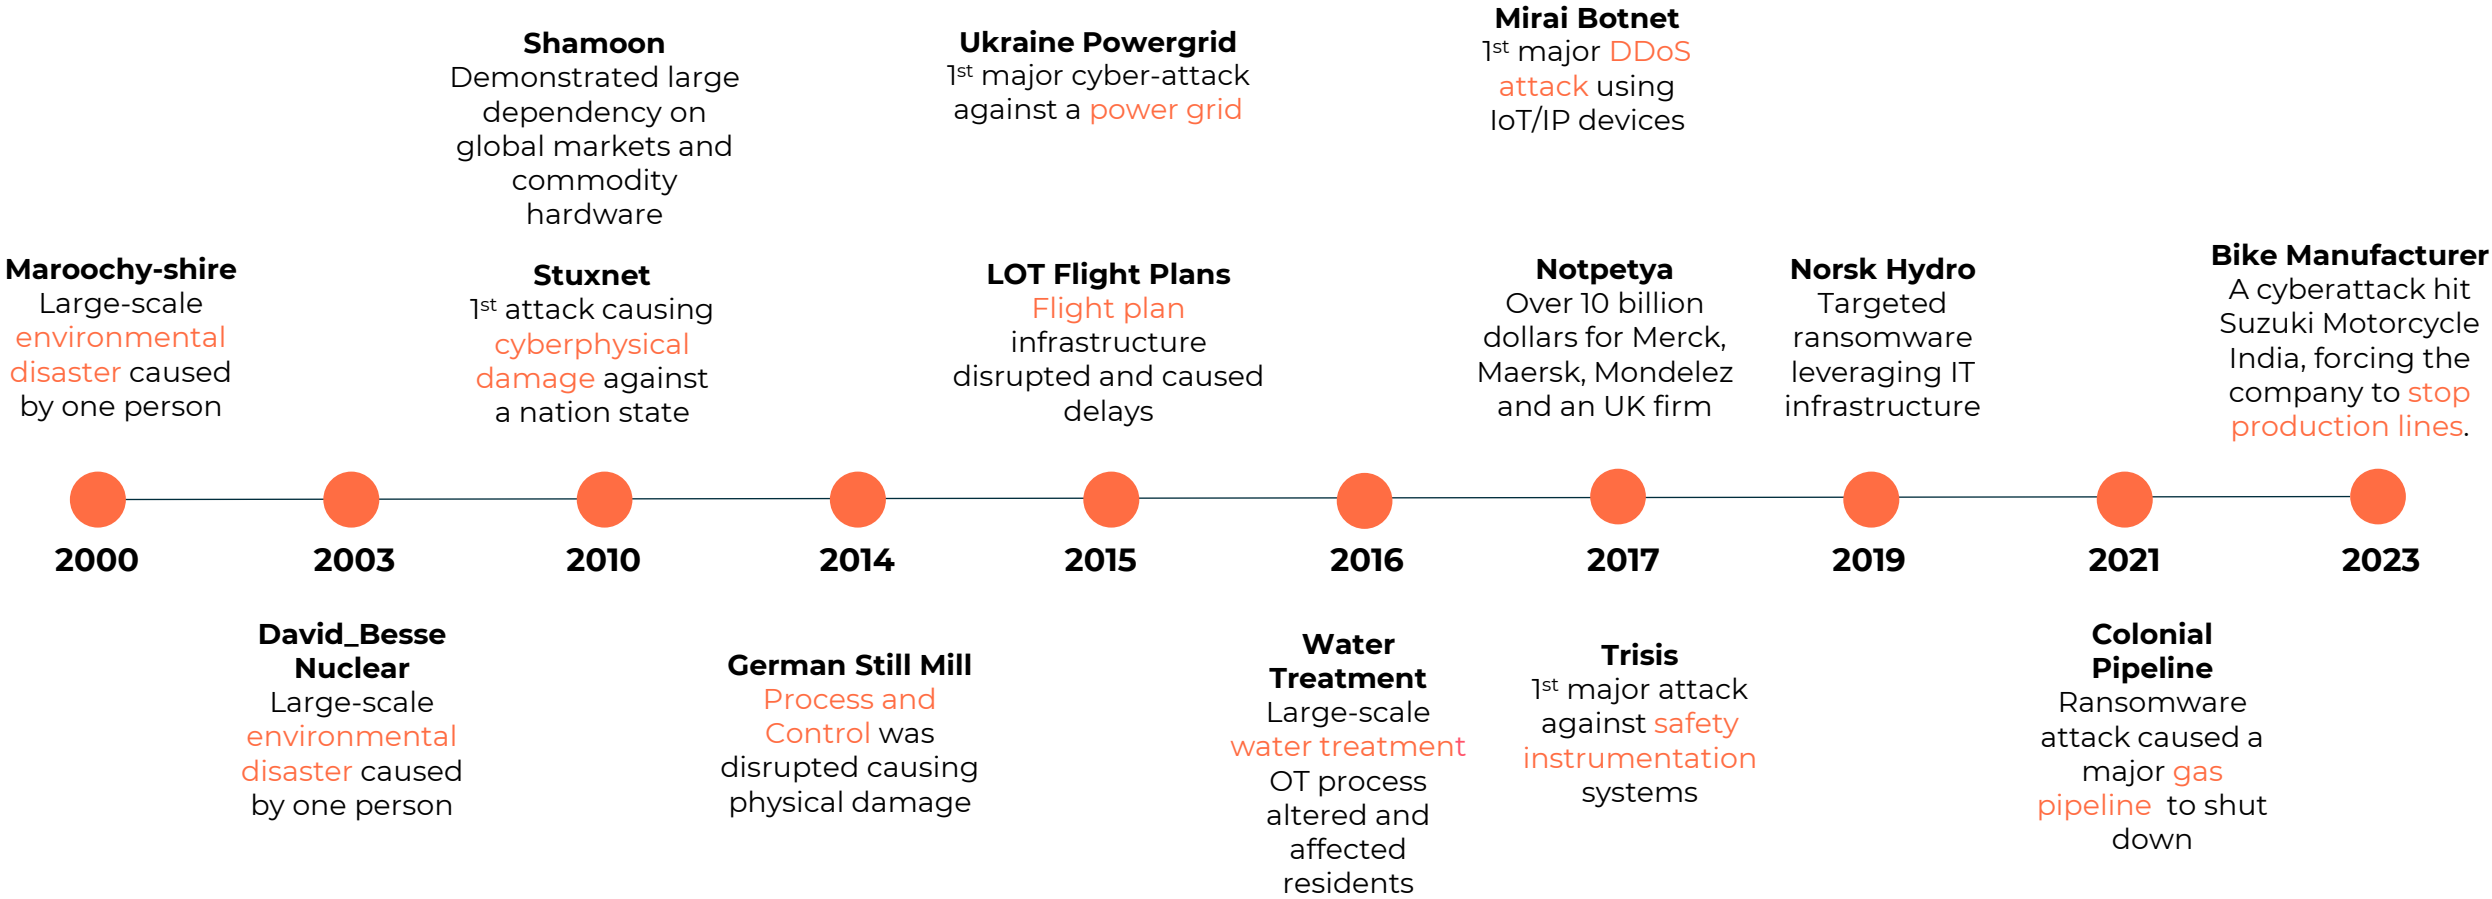 Shamoon
Demonstrated large
dependency on
global markets and
commodity
hardware
Ukraine Powergrid
1st major cyber-attack
against a power grid
Mirai Botnet
1st major DDoS
attack using
IoT/IP devices
Maroochy-shire
Large-scale
environmental
disaster caused
by one person
Stuxnet
1st attack causing
cyberphysical
damage against
a nation state
LOT Flight Plans
Flight plan
infrastructure
disrupted and caused
delays
Notpetya
Over 10 billion
dollars for Merck,
Maersk, Mondelez
and an UK firm
Norsk Hydro
Targeted
ransomware
leveraging IT
infrastructure
Bike Manufacturer
A cyberattack hit
Suzuki Motorcycle
India, forcing the
company to stop
production lines.
2000
2003
2010
2014
2015
2016
2017
2019
2021
2023
David_Besse
Nuclear
Large-scale
environmental
disaster caused
by one person
German Still Mill
Process and
Control was
disrupted causing
physical damage
Water
Treatment
Large-scale
water treatment
OT process
altered and
affected
residents
Trisis
1st major attack
against safety
instrumentation
systems
Colonial
Pipeline
Ransomware
attack caused a
major gas
pipeline to shut
down